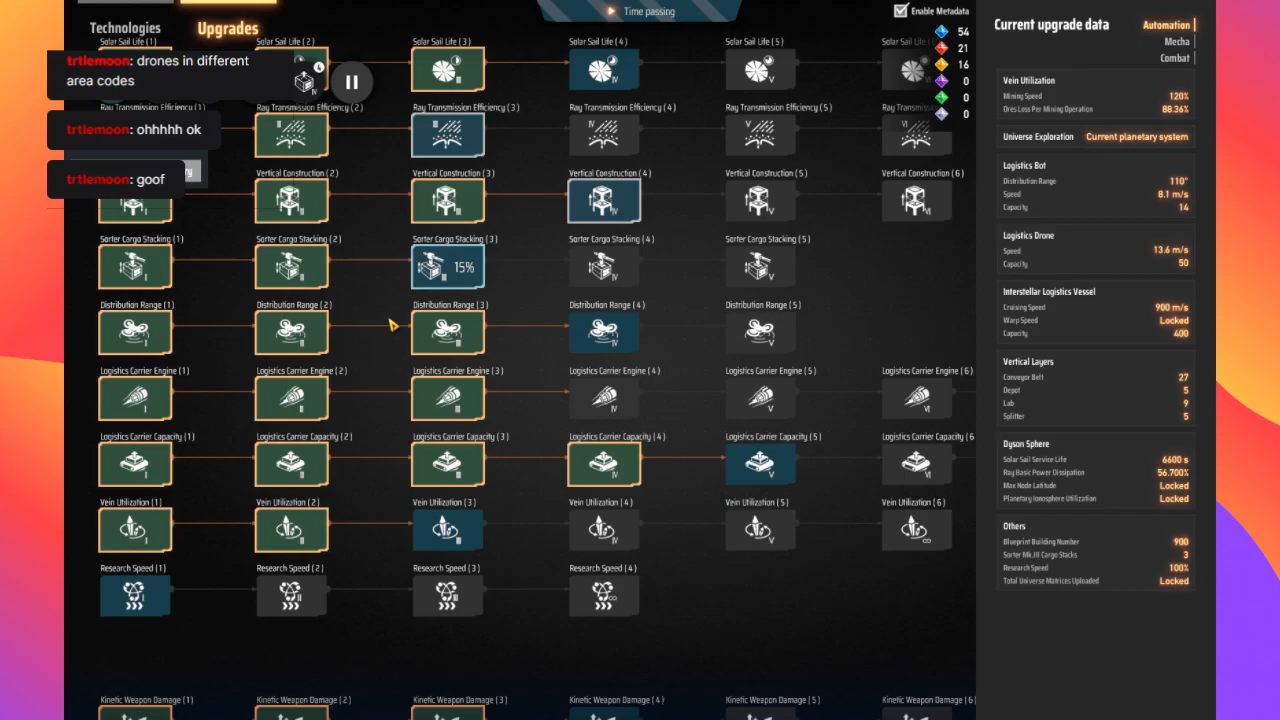 Time passing
Enable Metadata
Technologies
Upgrades
Solar Sail Life (1)
Solar Sail Life ( 2 )
Solar Sail Life ( 3 )
Solar Sail Life ( 4 )
Solar Sail Life ( 5 )
54
21
16
0
0
0
trtlemoon: drones in different
area codes
trtlemoon: ohhhhh ok
trtlemoon: goof
Ray Transmission Efficiency (1)
Ray Transmission Efficiency ( 2 )
Ray Transmission Efficiency ( 3 )
Ray Transmission Efficiency ( 4 )
Ray Transmission Efficiency ( 5 )
Vertical Construction ( 2 )
Vertical Construction ( 3 )
Vertical Construction ( 4 )
Vertical Construction ( 5 )
Vertical Construction ( 6 )
Sorter Cargo Stacking (1)
Sorter Cargo Stacking ( 2 )
Sorter Cargo Stacking ( 3 )
Sorter Cargo Stacking ( 4 )
Sorter Cargo Stacking ( 5 )
15%
Distribution Range (1)
Distribution Range ( 2 )
Distribution Range ( 3 )
Distribution Range ( 4 )
Distribution Range ( 5 )
Logistics Carrier Engine (1)
Logistics Carrier Engine ( 2 )
Logistics Carrier Engine ( 3 )
Logistics Carrier Engine ( 4 )
Logistics Carrier Engine ( 5 )
Logistics Carrier Engine ( 6 )
Logistics Carrier Capacity (1)
Logistics Carrier Capacity ( 2 )
Logistics Carrier Capacity ( 3 )
Logistics Carrier Capacity ( 4 )
Logistics Carrier Capacity ( 5 )
Logistics Carrier Capacity ( 6
Vein Utilization (1)
Vein Utilization ( 2 )
Vein Utilization ( 3 )
Vein Utilization ( 4 )
Vein Utilization ( 5 )
Vein Utilization ( 6 )
Research Speed (1)
Research Speed ( 2 )
Research Speed ( 3 )
Research Speed ( 4 )
Kinetic Weapon Damage (1)
Kinetic Weapon Damage ( 2 )
Kinetic Weapon Damage ( 3 )
Kinetic Weapon Damage ( 4 )
Kinetic Weapon Damage ( 5 )
Kinetic Weapon Damage ( 6
Current upgrade data
Automation
Mecha
Combat
Vein Utilization
Mining Speed 120%
Ores Loss Per Mining Operation 88.36%
Universe Exploration Current planetary system
Logistics Bot
Distribution Range 110°
Speed 8.1 m/s
Capacity 14
Logistics Drone
Speed 13.6 m/s
Capacity 50
Interstellar Logistics Vessel
Cruising Speed 900 m/s
Warp Speed Locked
Capacity 400
Vertical Layers
Conveyor Belt 27
Depot 5
Lab 9
Splitter 5
Dyson Sphere
Solar Sail Service Life 6600 s
Ray Basic Power Dissipation 56.700%
Max Node Latitude Locked
Planetary Ionosphere Utilization Locked
Others
Blueprint Building Number 900
Sorter Mk.III Cargo Stacks 3
Research Speed 100%
Total Universe Matrices Uploaded Locked